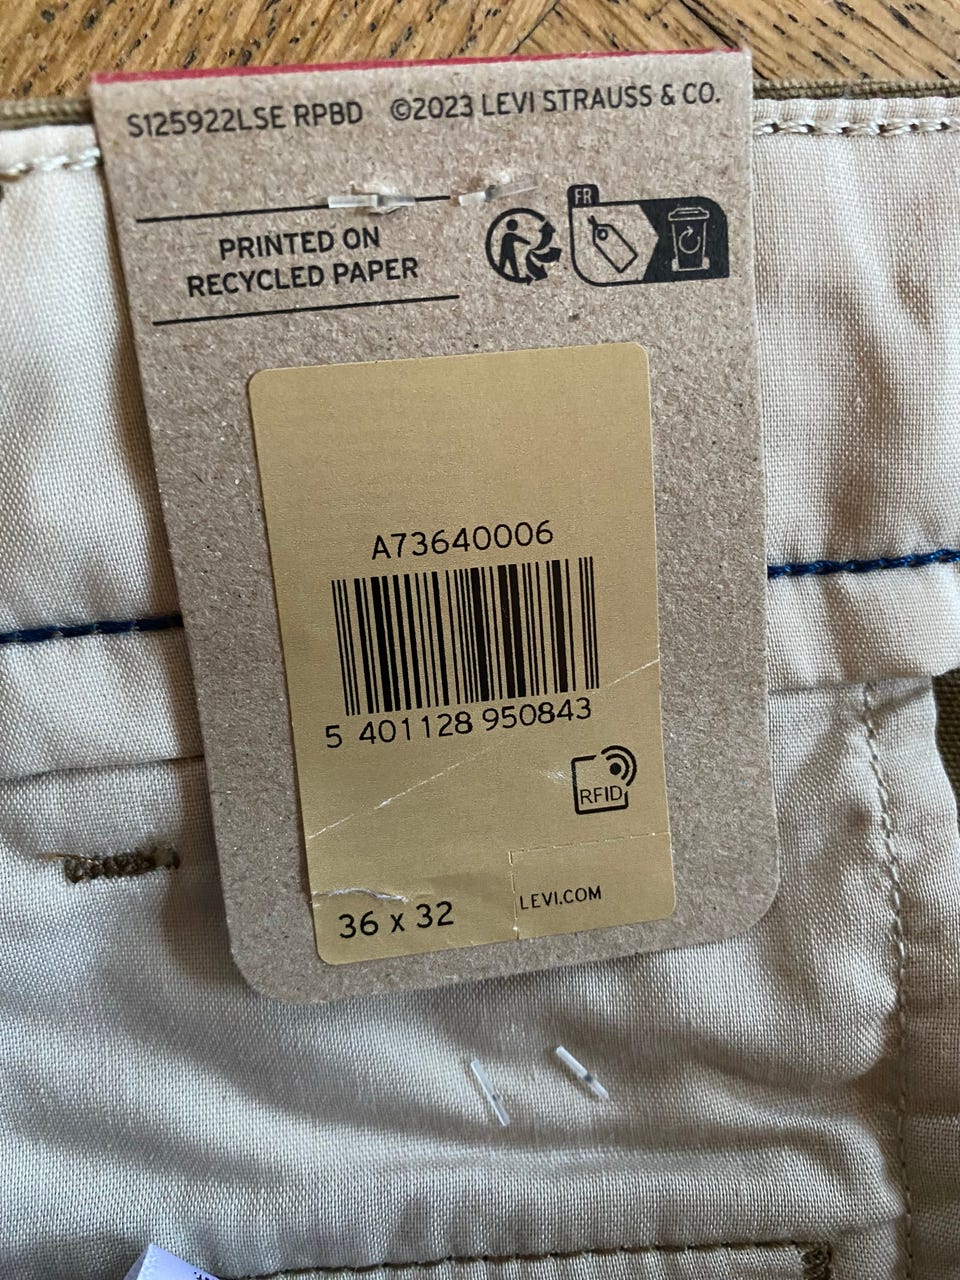 S125922LSE RPBD ©2023 LEVI STRAUSS & CO.
PRINTED ON
RECYCLED PAPER
FR
A73640006
5 401128 950843
RFID
36 x 32
LEVI.COM